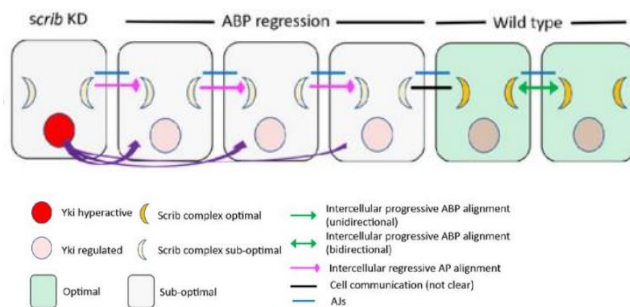 scrib KD ABP regression Wild type
Yki hyperactive
Scrib complex optimal
Intercellular progressive ABP alignment
(unidirectional)
Intercellular progressive ABP alignment
(bidirectional)
Yki regulated
Scrib complex sub-optimal
Intercellular regressive AP alignment
Optimal
Sub-optimal
Cell communication (not clear)
AJs